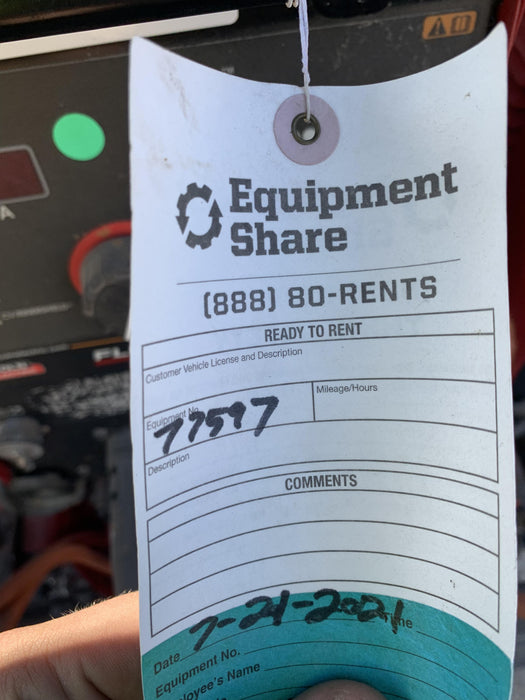 Equipment
Share
(888) 80-RENTS
READY TO RENT
Customer Vehicle License and Description
Equipment No. 77597
Mileage/Hours
Description
COMMENTS
Date 7-21-2021 Time
Equipment No.
Employee's Name